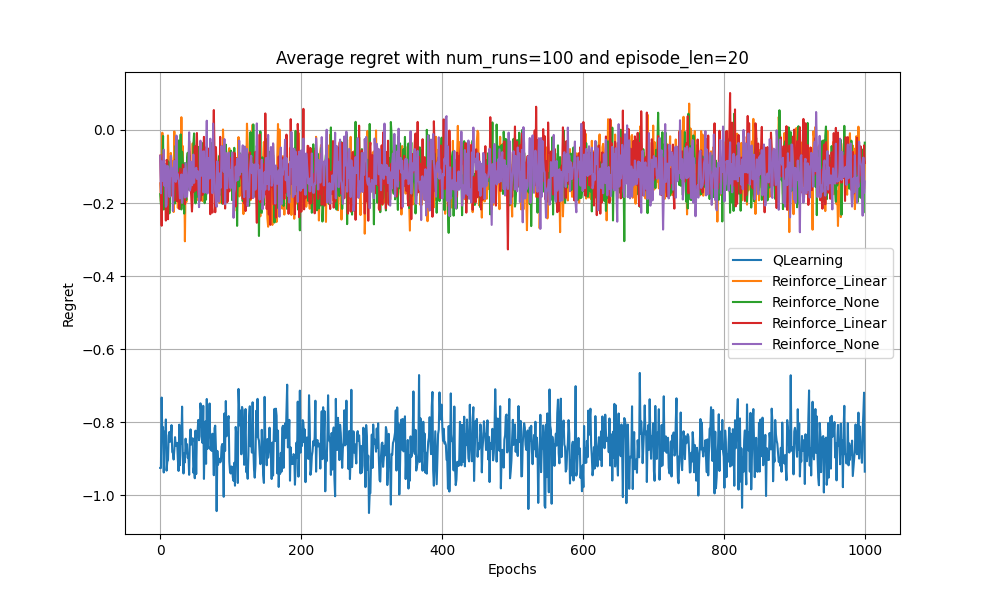 Average regret with num_runs=100 and episode_len=20
Regret
0.0
−0.2
−0.4
−0.6
−0.8
−1.0
QLearning
Reinforce_Linear
Reinforce_None
Reinforce_Linear
Reinforce_None
0
200
400
600
800
1000
Epochs